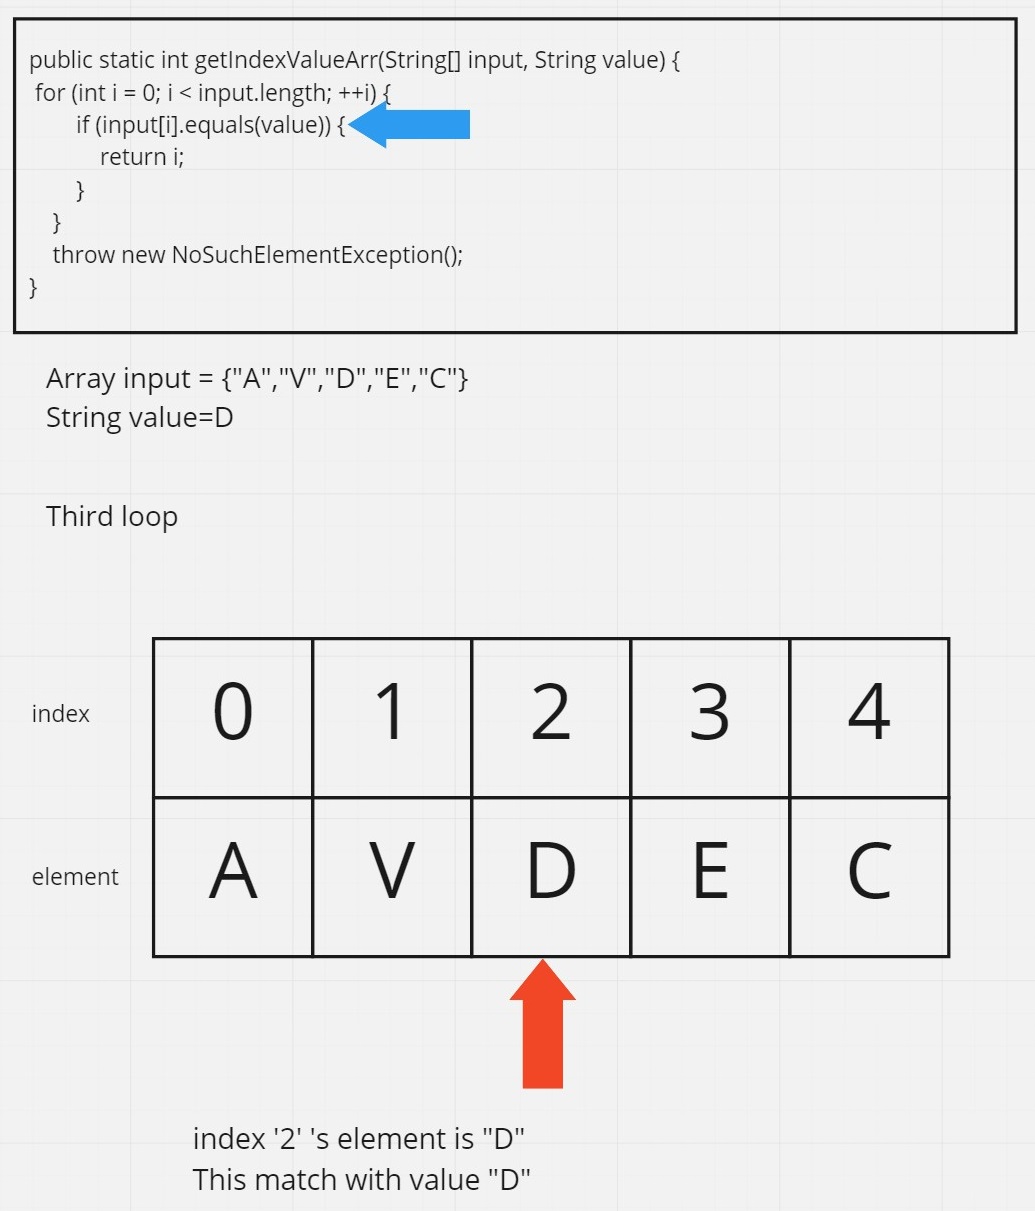 public static int getIndexValueArr(String[] input, String value) {
for (int i = 0; i < input.length; ++i) {
if (input[i].equals(value)) {
return i;
}
}
throw new NoSuchElementException();
}
Array input = {"A","V","D","E","C"}
String value=D
Third loop
index 0 1 2 3 4
element A V D E C
index '2' 's element is "D"
This match with value "D"